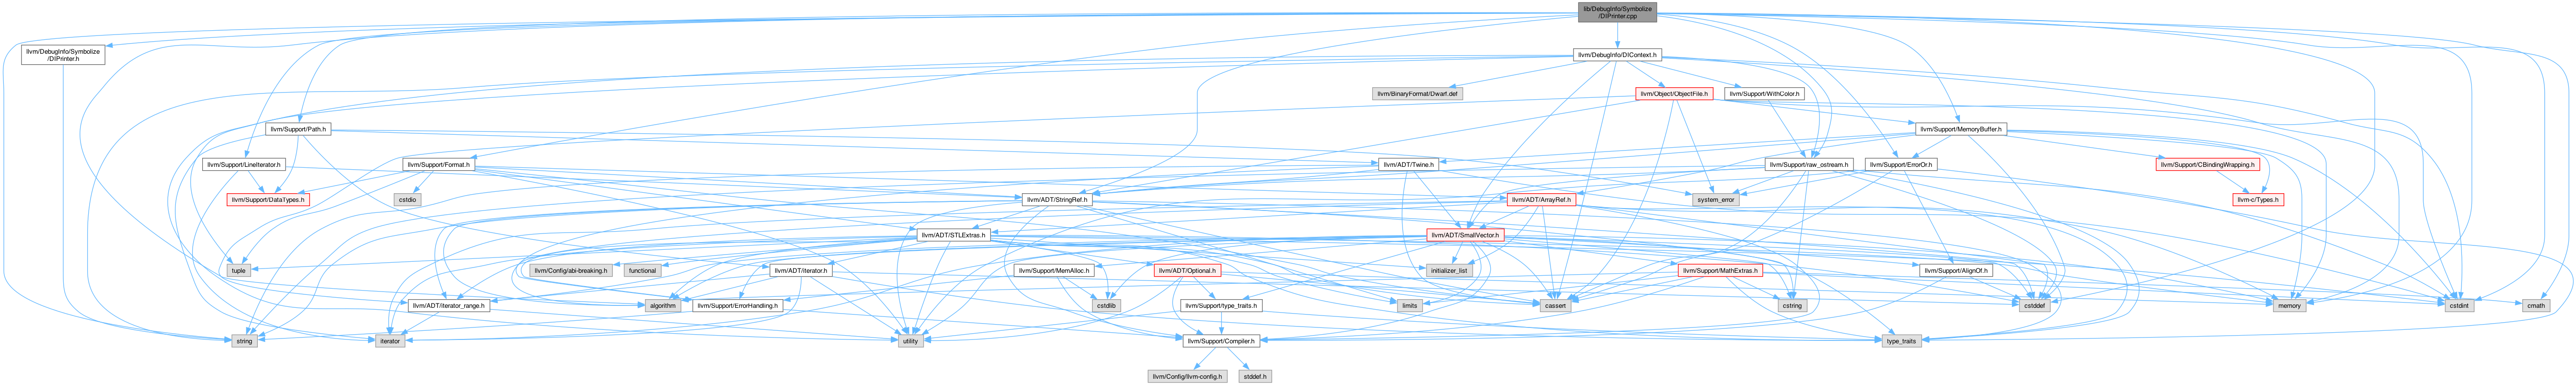 lib/DebugInfo/Symbolize
/DIPrinter.cpp
llvm/DebugInfo/Symbolize
/DIPrinter.h
llvm/DebugInfo/DIContext.h
llvm/BinaryFormat/Dwarf.def
llvm/Object/ObjectFile.h
llvm/Support/WithColor.h
llvm/Support/Path.h
llvm/Support/MemoryBuffer.h
llvm/Support/LineIterator.h
llvm/Support/Format.h
llvm/ADT/Twine.h
llvm/Support/raw_ostream.h
llvm/Support/ErrorOr.h
llvm/Support/CBindingWrapping.h
llvm/Support/DataTypes.h
cstdio
llvm/ADT/StringRef.h
llvm/ADT/ArrayRef.h
system_error
llvm-c/Types.h
llvm/ADT/STLExtras.h
llvm/ADT/SmallVector.h
tuple
llvm/Config/abi-breaking.h
functional
llvm/ADT/iterator.h
llvm/Support/MemAlloc.h
llvm/ADT/Optional.h
initializer_list
llvm/Support/MathExtras.h
llvm/Support/AlignOf.h
llvm/ADT/iterator_range.h
algorithm
llvm/Support/ErrorHandling.h
cstdlib
llvm/Support/type_traits.h
limits
cassert
cstring
cstddef
memory
cstdint
cmath
string
iterator
utility
llvm/Support/Compiler.h
type_traits
llvm/Config/llvm-config.h
stddef.h